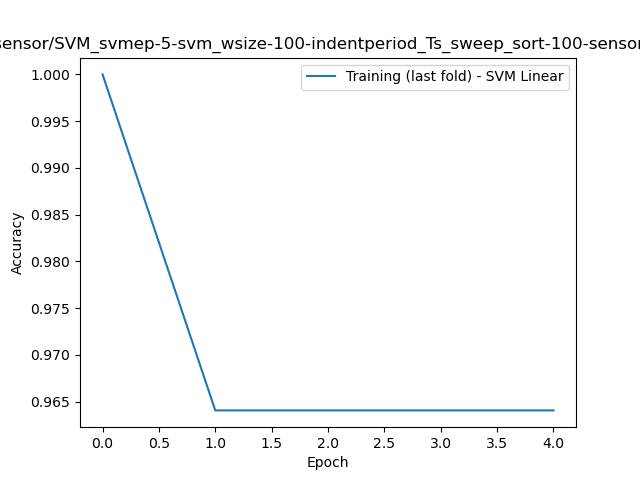 sensor/SVM_svmep-5-svm_wsize-100-indentperiod_Ts_sweep_sort-100-sensor
Training (last fold) - SVM Linear
1.000
0.995
0.990
0.985
0.980
0.975
0.970
0.965
Accuracy
0.0 0.5 1.0 1.5 2.0 2.5 3.0 3.5 4.0
Epoch